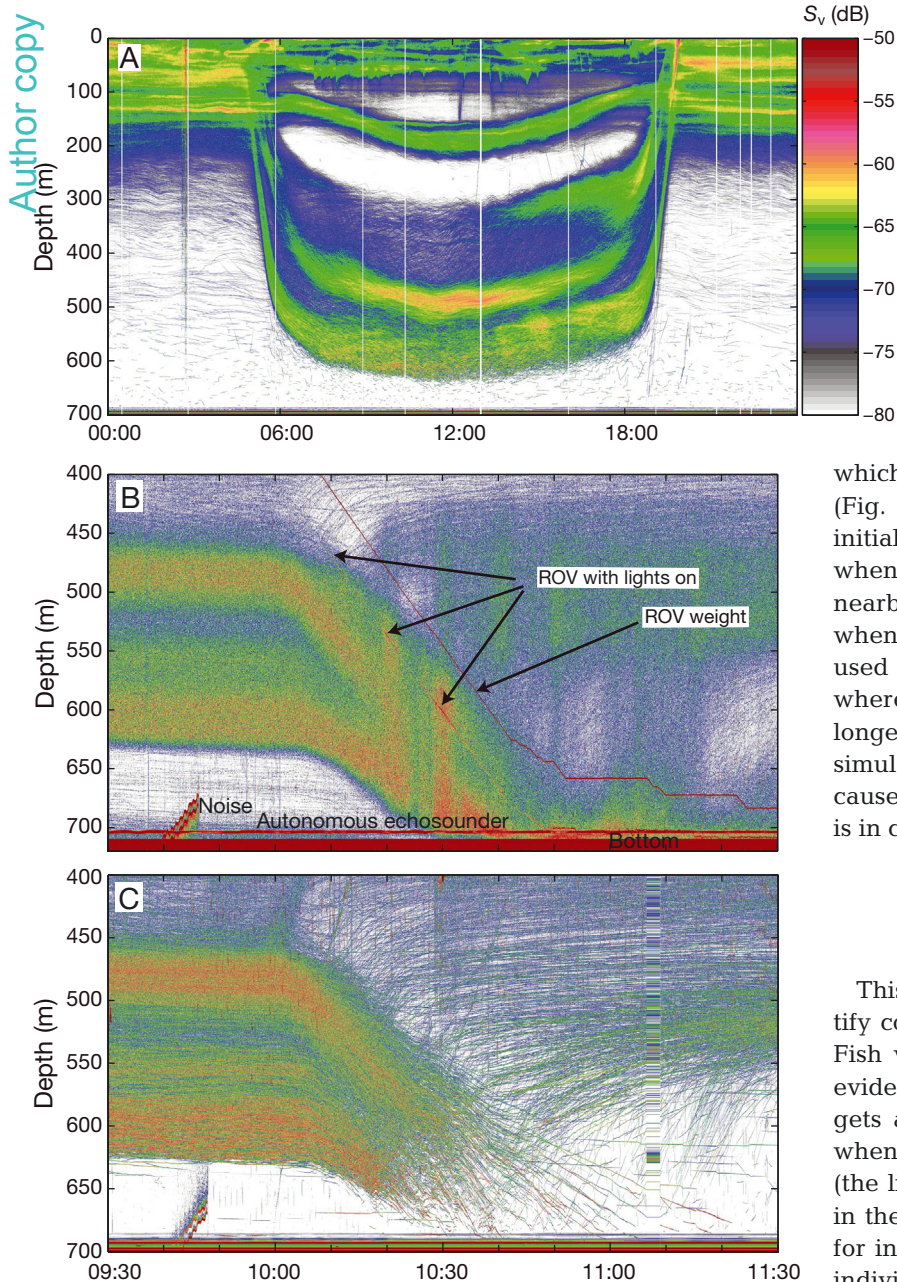 Author copy
S_v (dB)
A
0
100
200
300
400
500
600
700
Depth (m)
00:00 06:00 12:00 18:00
−50
−55
−60
−65
−70
−75
−80
B
400
450
500
550
600
650
700
Depth (m)
ROV with lights on
ROV weight
Noise
Autonomous echosounder
Bottom
C
400
450
500
550
600
650
700
Depth (m)
09:30 10:00 10:30 11:00 11:30
which
(Fig.
initial
when
nearb
when
used
where
longe
simul
cause
is in c
This
tify co
Fish v
evide
gets a
when
(the li
in the
for in
indivi